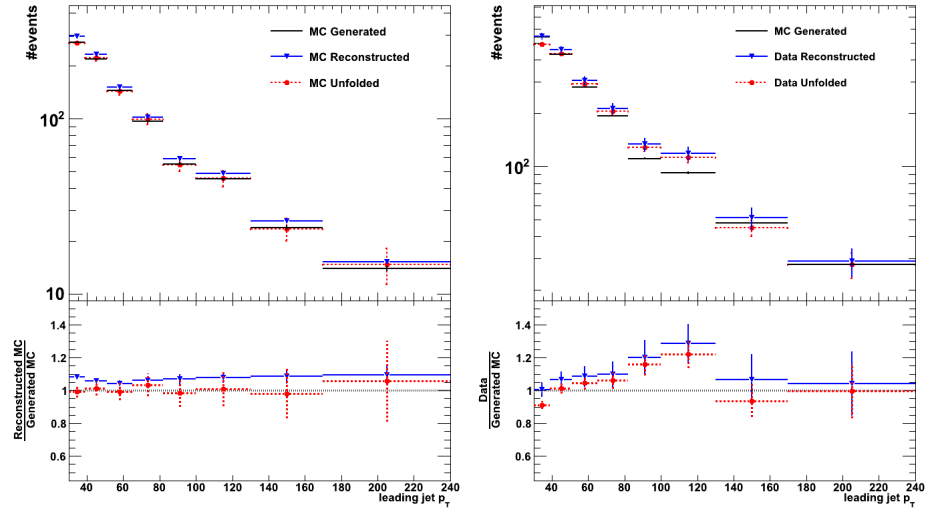 #events
MC Generated
MC Reconstructed
MC Unfolded
10²
10
Reconstructed MC
Generated MC
1.4
1.2
1
0.8
0.6
40 60 80 100 120 140 160 180 200 220 240
leading jet p_T
#events
MC Generated
Data Reconstructed
Data Unfolded
10²
Data
Generated MC
1.4
1.2
1
0.8
0.6
40 60 80 100 120 140 160 180 200 220 240
leading jet p_T